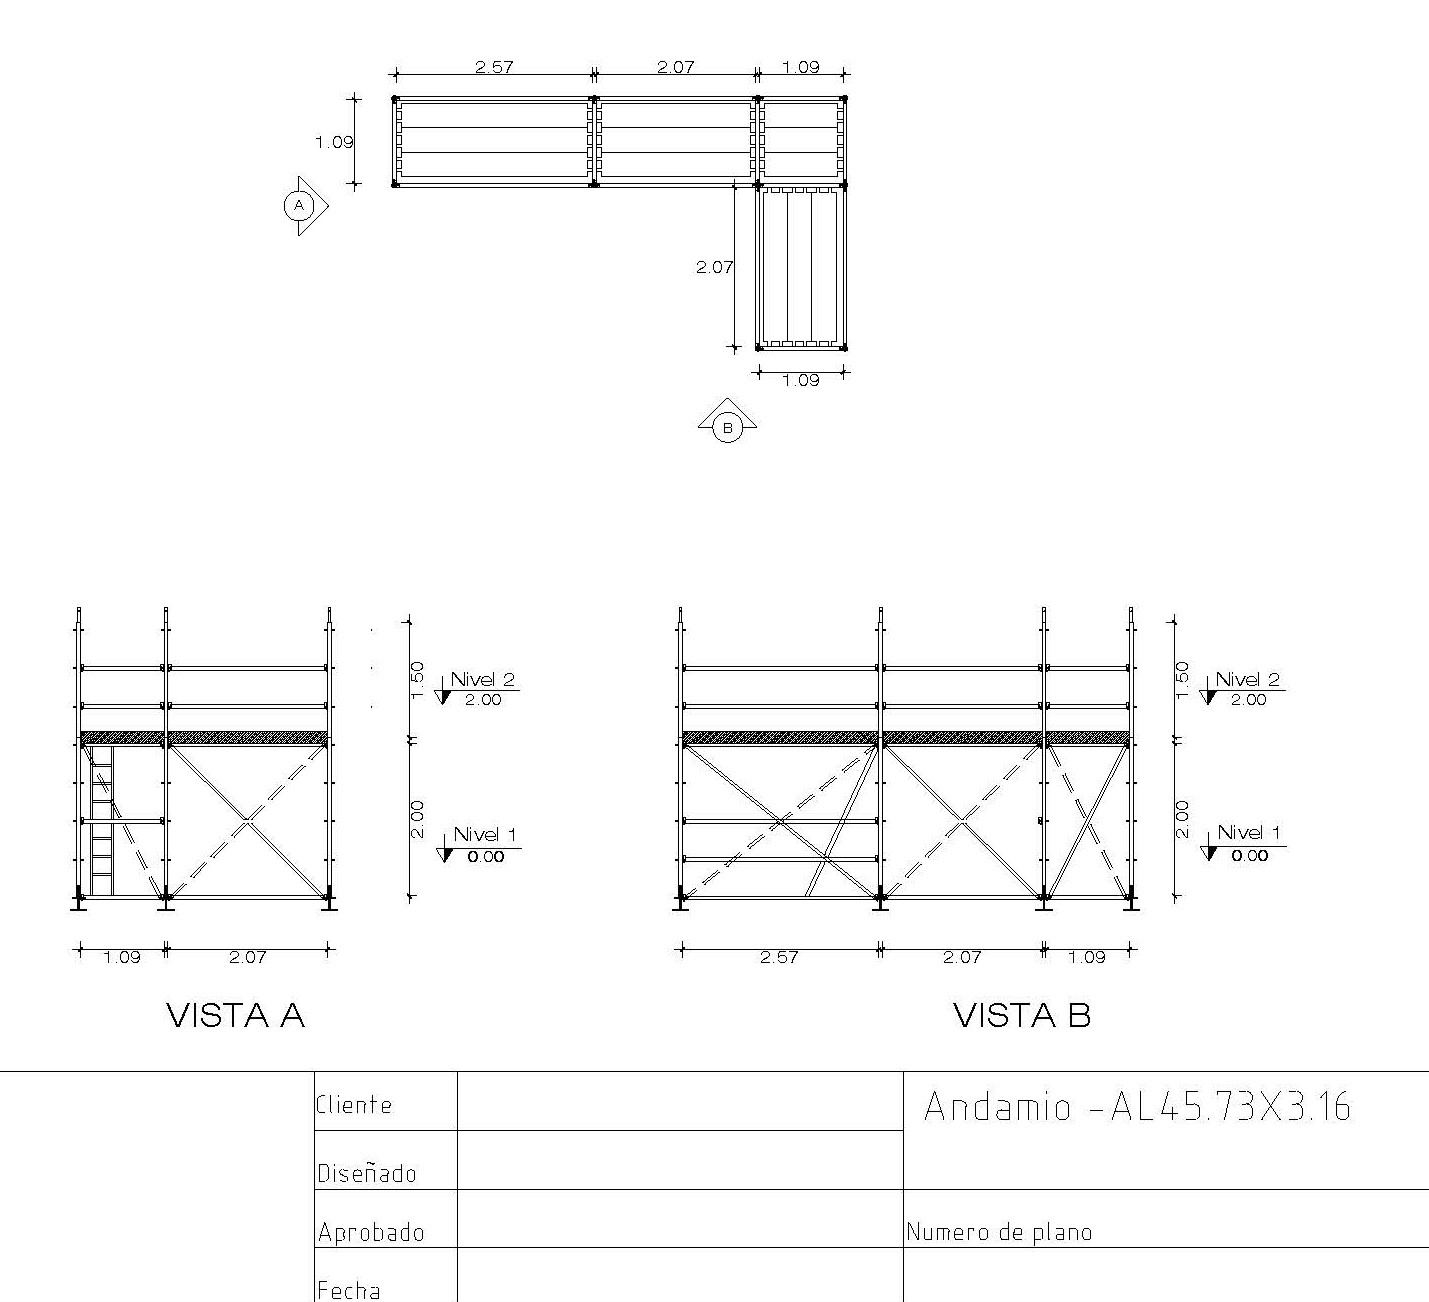 2.57 2.07 1.09
1.09
A
2.07
1.09
B
1.50
Nivel 2
2.00
2.00
Nivel 1
0.00
1.09 2.07
VISTA A
1.50
Nivel 2
2.00
2.00
Nivel 1
0.00
2.57 2.07 1.09
VISTA B
Cliente
Andamio -AL45.73X3.16
Diseñado
Aprobado
Numero de plano
Fecha